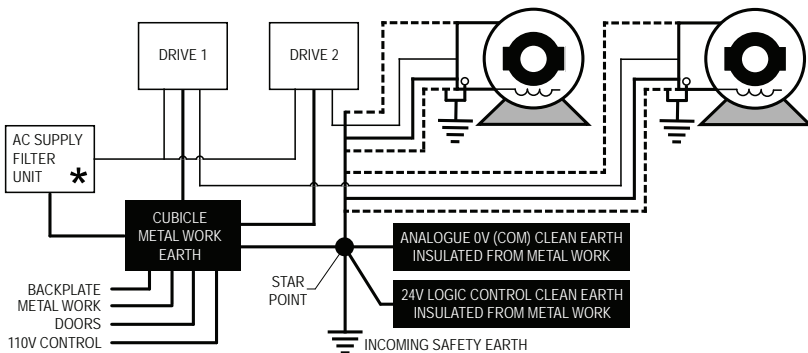 DRIVE 1
DRIVE 2
AC SUPPLY
FILTER
UNIT *
CUBICLE
METAL WORK
EARTH
ANALOGUE 0V (COM) CLEAN EARTH
INSULATED FROM METAL WORK
STAR
POINT
24V LOGIC CONTROL CLEAN EARTH
INSULATED FROM METAL WORK
BACKPLATE
METAL WORK
DOORS
110V CONTROL
INCOMING SAFETY EARTH